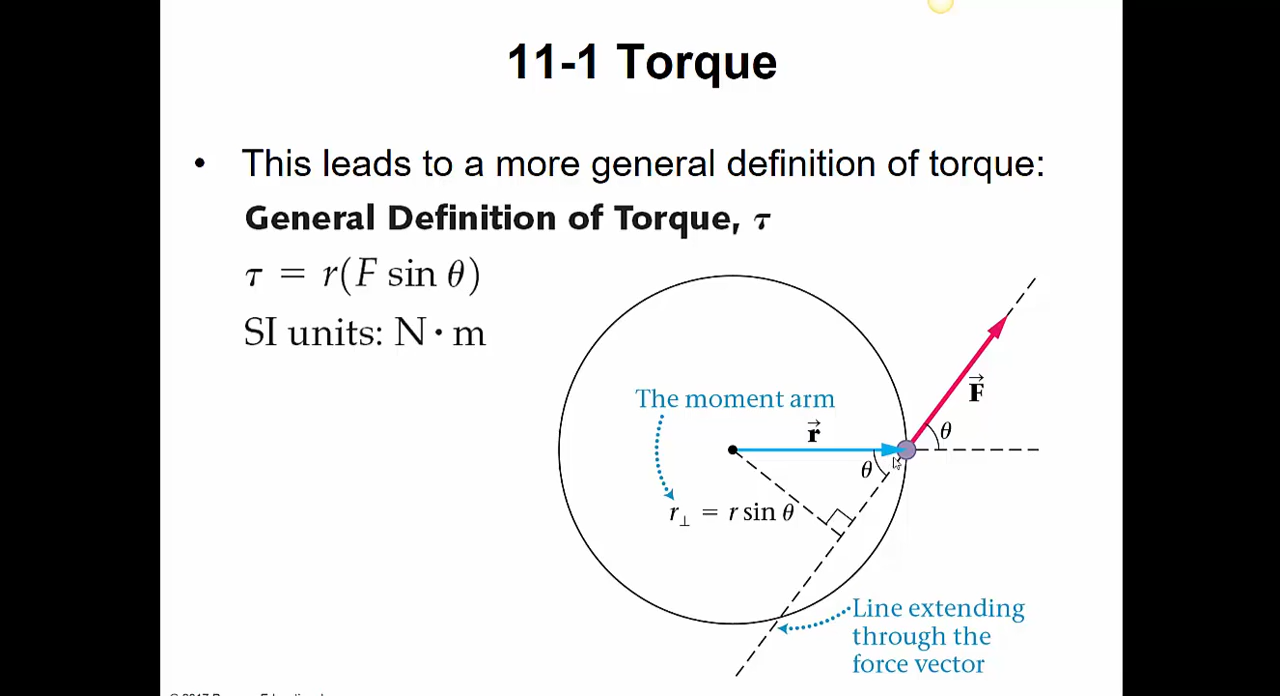 11-1 Torque
• This leads to a more general definition of torque:
General Definition of Torque, τ
τ = r(F sin θ)
SI units: N·m
The moment arm
r⃗
F⃗
θ
θ
r⊥ = r sin θ
Line extending
through the
force vector